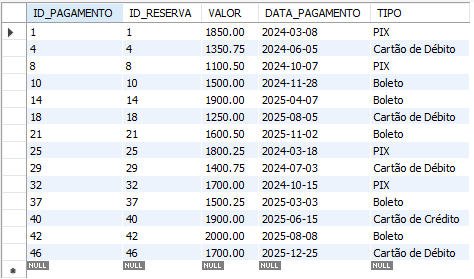 ID_PAGAMENTO ID_RESERVA VALOR DATA_PAGAMENTO TIPO
1 1 1850.00 2024-03-08 PIX
4 4 1350.75 2024-06-05 Cartão de Débito
8 8 1100.50 2024-10-07 PIX
10 10 1500.00 2024-11-28 Boleto
14 14 1900.00 2025-04-07 Boleto
18 18 1250.00 2025-08-05 Cartão de Débito
21 21 1600.50 2025-11-02 Boleto
25 25 1800.25 2024-03-18 PIX
29 29 1400.75 2024-07-03 Cartão de Débito
32 32 1700.00 2024-10-15 PIX
37 37 1500.25 2025-03-03 Boleto
40 40 1900.00 2025-06-15 Cartão de Crédito
42 42 2000.00 2025-08-08 Boleto
46 46 1700.00 2025-12-25 Cartão de Débito
NULL NULL NULL NULL NULL